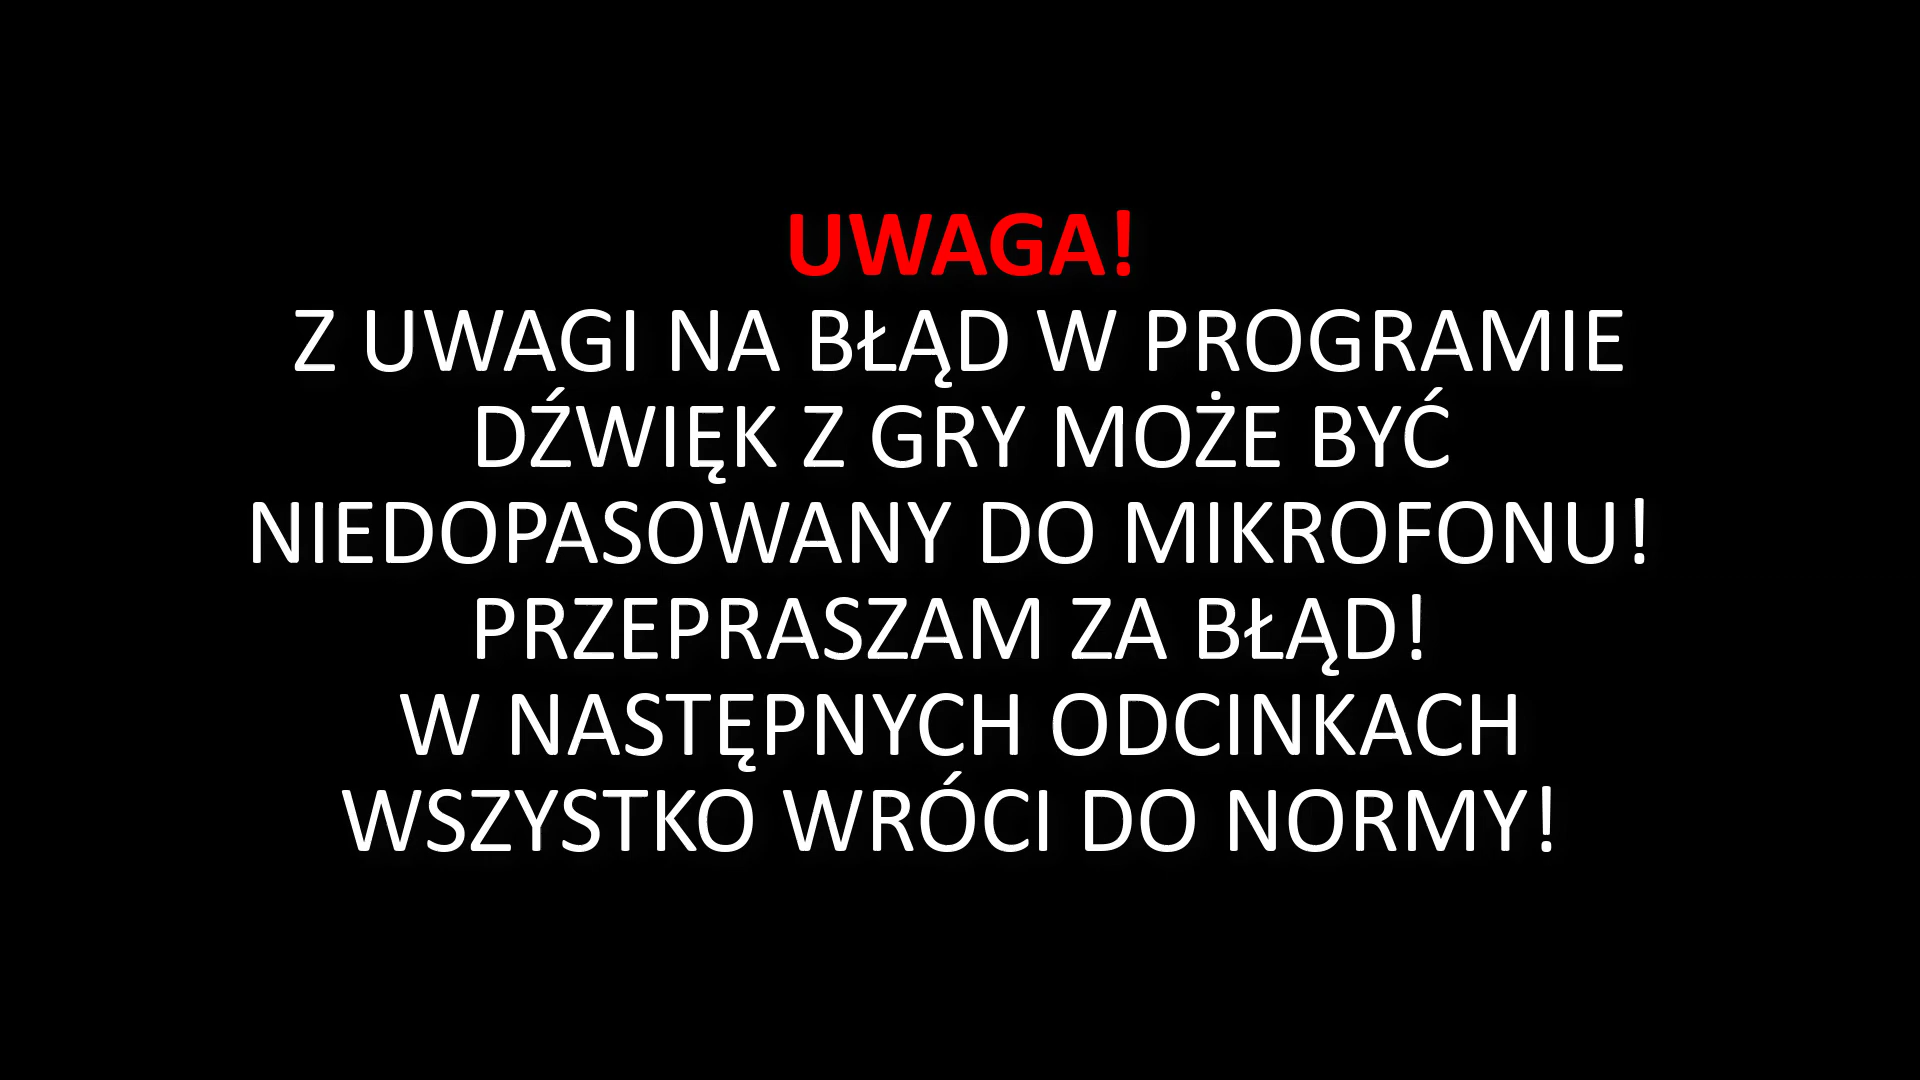 UWAGA!
Z UWAGI NA BŁĄD W PROGRAMIE
DŹWIĘK Z GRY MOŻE BYĆ
NIEDOPASOWANY DO MIKROFONU!
PRZEPRASZAM ZA BŁĄD!
W NASTĘPNYCH ODCINKACH
WSZYSTKO WRÓCI DO NORMY!